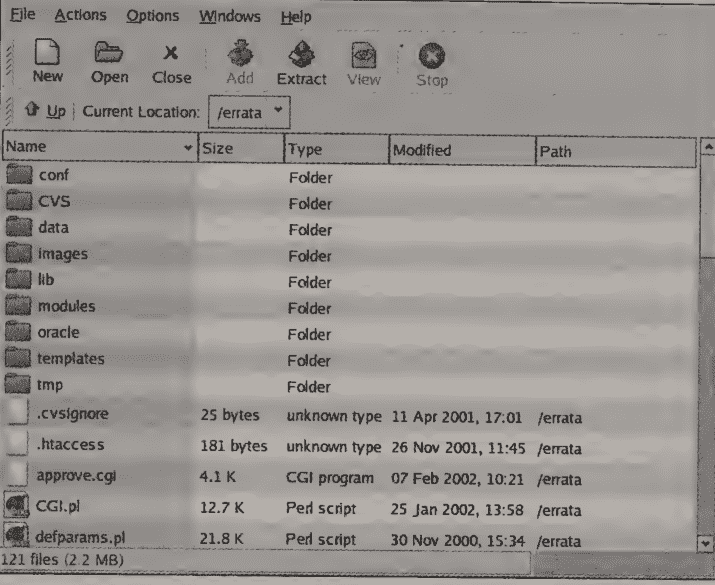 File Actions Options Windows Help
New Open Close Add Extract View Stop
Up Current Location: /errata
Name Size Type Modified Path
conf Folder
CVS Folder
data Folder
images Folder
lib Folder
modules Folder
oracle Folder
templates Folder
tmp Folder
.cvsignore 25 bytes unknown type 11 Apr 2001, 17:01 /errata
.htaccess 181 bytes unknown type 26 Nov 2001, 11:45 /errata
approve.cgi 4.1 K CGI program 07 Feb 2002, 10:21 /errata
CGI.pl 12.7 K Perl script 25 Jan 2002, 13:58 /errata
defparams.pl 21.8 K Perl script 30 Nov 2000, 15:34 /errata
121 files (2.2 MB)